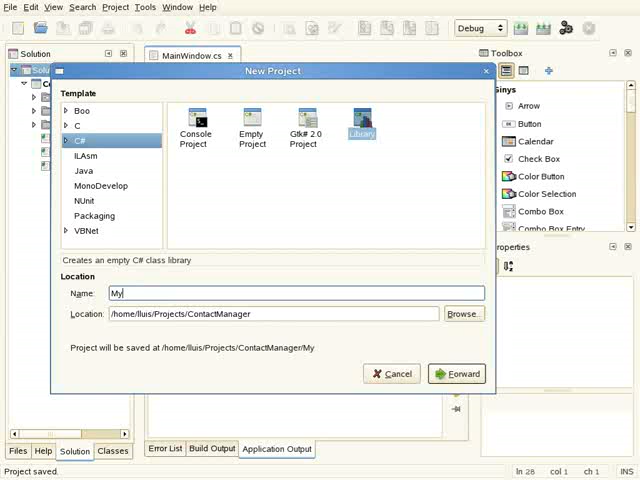 File Edit View Search Project Tools Window Help
Debug
Solution
MainWindow.cs
Toolbox
New Project
Template
Boo
C
C#
ILAsm
Java
MonoDevelop
NUnit
Packaging
VBNet
Console Project
Empty Project
Gtk# 2.0 Project
Library
Arrow
Button
Calendar
Check Box
Color Button
Color Selection
Combo Box
Combo Box Entry
Creates an empty C# class library
Location
Name: My
Location: /home/lluis/Projects/ContactManager Browse..
Project will be saved at /home/lluis/Projects/ContactManager/My
Cancel Forward
Files Help Solution Classes
Error List Build Output Application Output
Project saved.
ln 28 col 1 ch 1 INS